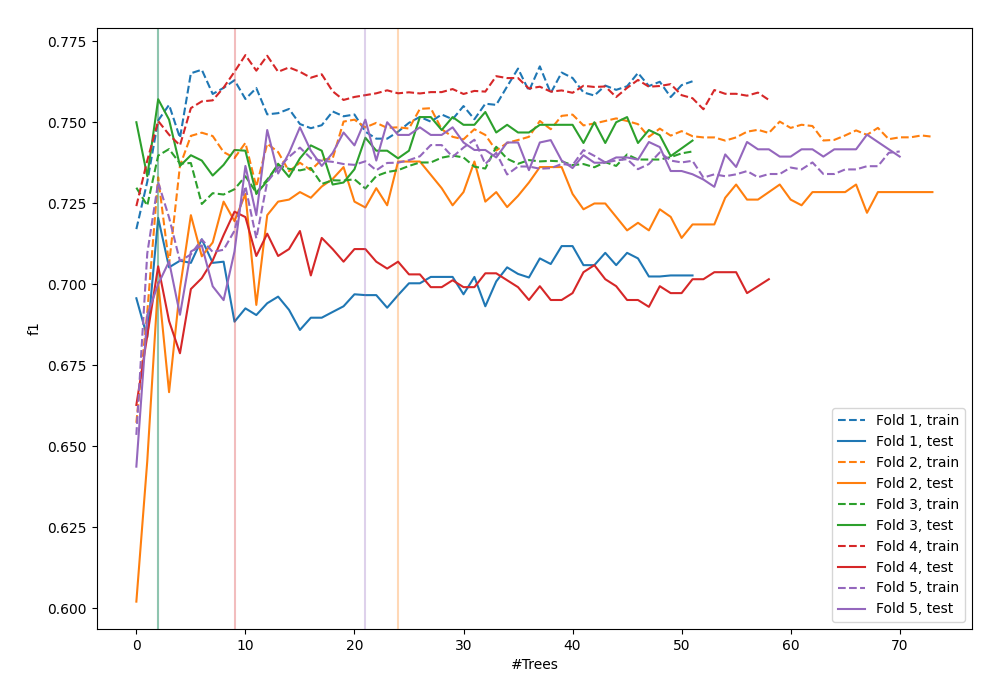 0.775
0.750
0.725
0.700
0.675
0.650
0.625
0.600
f1
0 10 20 30 40 50 60 70
#Trees
Fold 1, train
Fold 1, test
Fold 2, train
Fold 2, test
Fold 3, train
Fold 3, test
Fold 4, train
Fold 4, test
Fold 5, train
Fold 5, test